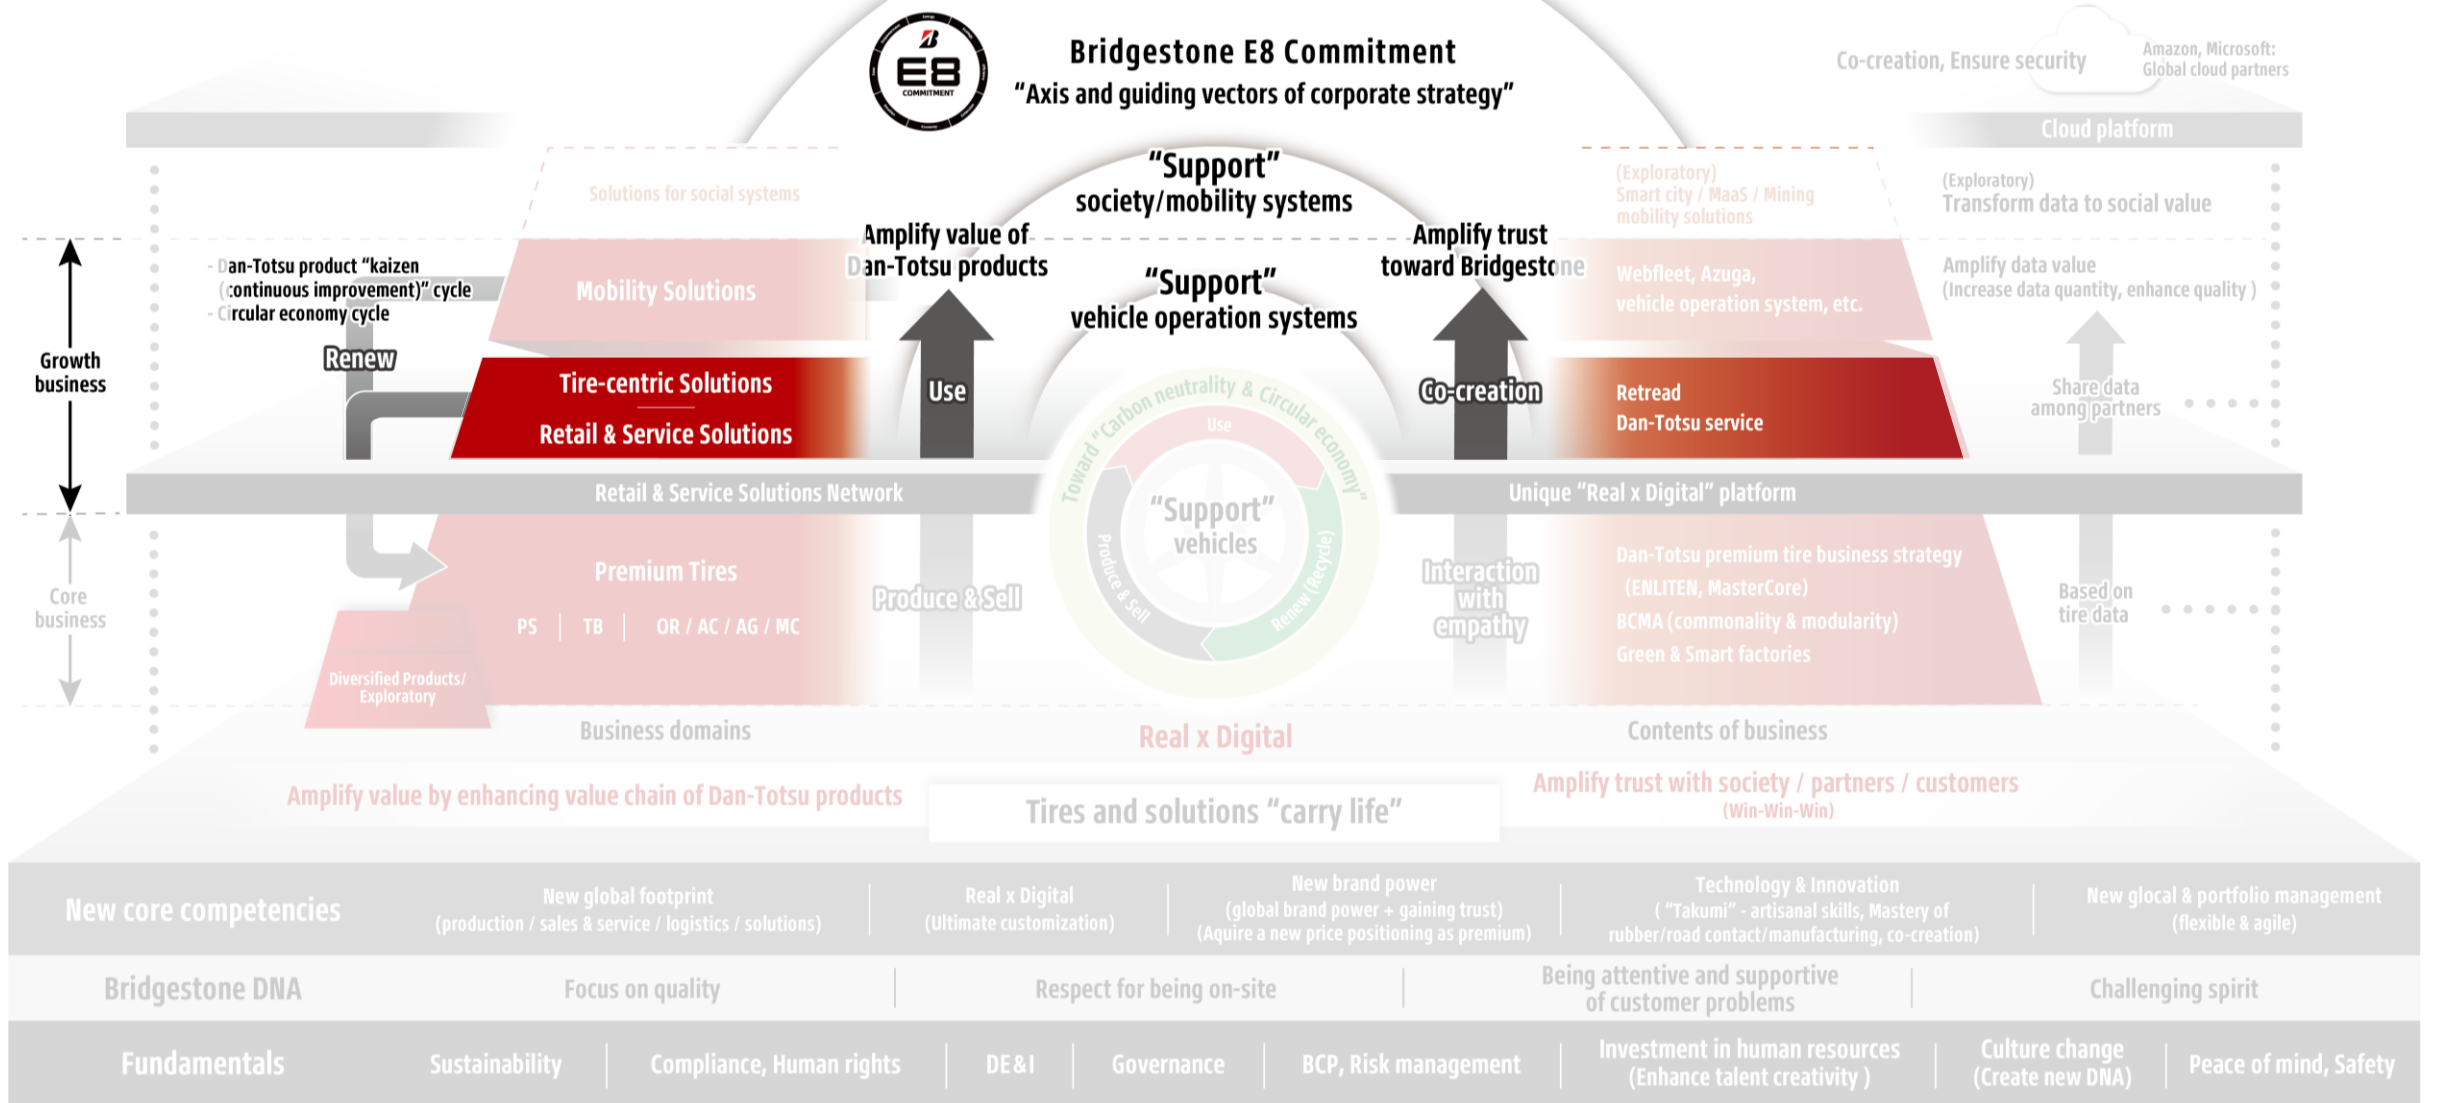 E8
COMMITMENT
Bridgestone E8 Commitment
“Axis and guiding vectors of corporate strategy”
Co-creation, Ensure security
Amazon, Microsoft:
Global cloud partners
Cloud platform
“Support”
society/mobility systems
Solutions for social systems
(Exploratory)
Smart city / MaaS / Mining
mobility solutions
(Exploratory)
Transform data to social value
Growth
business
- Dan-Totsu product “kaizen
(continuous improvement)” cycle
- Circular economy cycle
Renew
Mobility Solutions
Amplify value of
Dan-Totsu products
“Support”
vehicle operation systems
Amplify trust
toward Bridgestone
Webfleet, Azuga,
vehicle operation system, etc.
Amplify data value
(Increase data quantity, enhance quality )
Tire-centric Solutions
Retail & Service Solutions
Use
Co-creation
Retread
Dan-Totsu service
Share data
among partners
Retail & Service Solutions Network
Unique “Real x Digital” platform
Toward “Carbon neutrality & Circular economy”
Use
Produce & Sell
Renew (Recycle)
“Support”
vehicles
Core
business
Premium Tires
PS | TB | OR / AC / AG / MC
Diversified Products/
Exploratory
Produce & Sell
Interaction
with
empathy
Dan-Totsu premium tire business strategy
(ENLITEN, MasterCore)
BCMA (commonality & modularity)
Green & Smart factories
Based on
tire data
Business domains
Real x Digital
Contents of business
Amplify value by enhancing value chain of Dan-Totsu products
Tires and solutions “carry life”
Amplify trust with society / partners / customers
(Win-Win-Win)
New core competencies
New global footprint
(production / sales & service / logistics / solutions)
Real x Digital
(Ultimate customization)
New brand power
(global brand power + gaining trust)
(Aquire a new price positioning as premium)
Technology & Innovation
( “Takumi” - artisanal skills, Mastery of
rubber/road contact/manufacturing, co-creation)
New glocal & portfolio management
(flexible & agile)
Bridgestone DNA
Focus on quality
Respect for being on-site
Being attentive and supportive
of customer problems
Challenging spirit
Fundamentals
Sustainability
Compliance, Human rights
DE&I
Governance
BCP, Risk management
Investment in human resources
(Enhance talent creativity )
Culture change
(Create new DNA)
Peace of mind, Safety